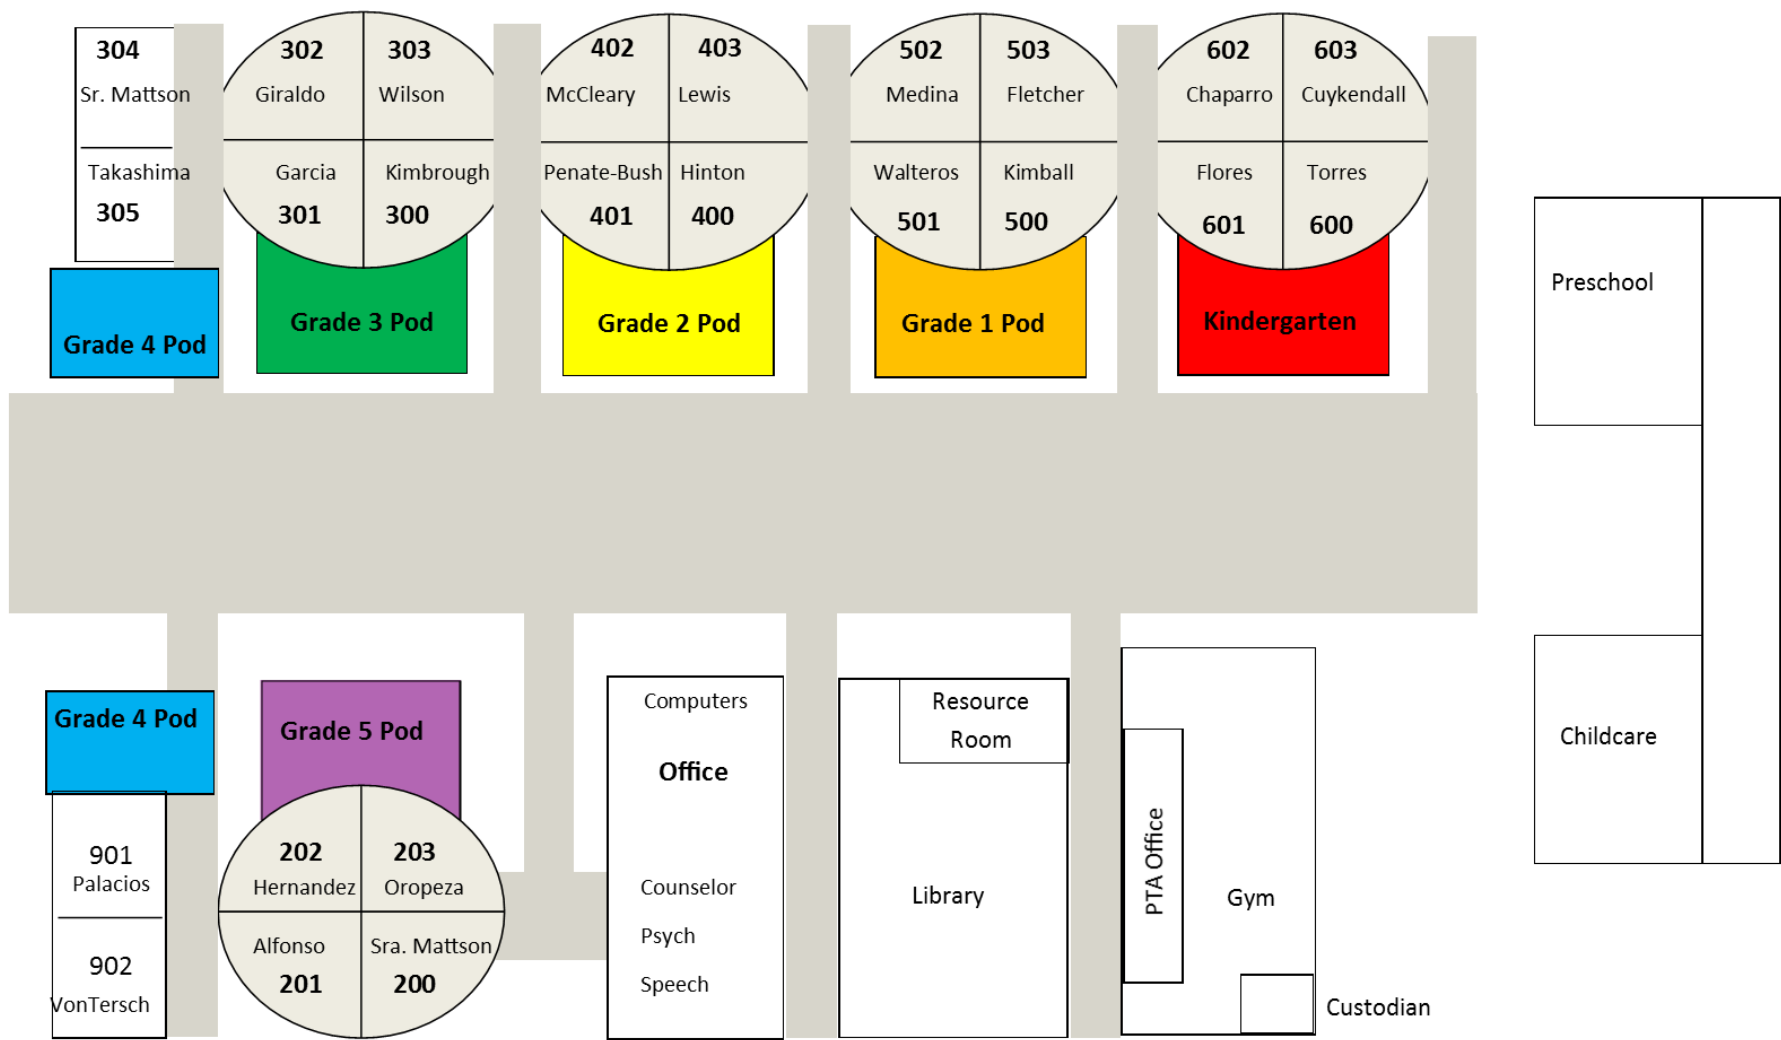 304
Sr. Mattson
Takashima
305
Grade 4 Pod
302
Giraldo
303
Wilson
Garcia
301
Kimbrough
300
Grade 3 Pod
402
McCleary
403
Lewis
Penate-Bush
401
Hinton
400
Grade 2 Pod
502
Medina
503
Fletcher
Walteros
501
Kimball
500
Grade 1 Pod
602
Chaparro
603
Cuykendall
Flores
601
Torres
600
Kindergarten
Preschool
Childcare
Grade 4 Pod
901
Palacios
902
VonTersch
Grade 5 Pod
202
Hernandez
203
Oropeza
Alfonso
201
Sra. Mattson
200
Computers
Office
Counselor
Psych
Speech
Resource
Room
Library
PTA Office
Gym
Custodian